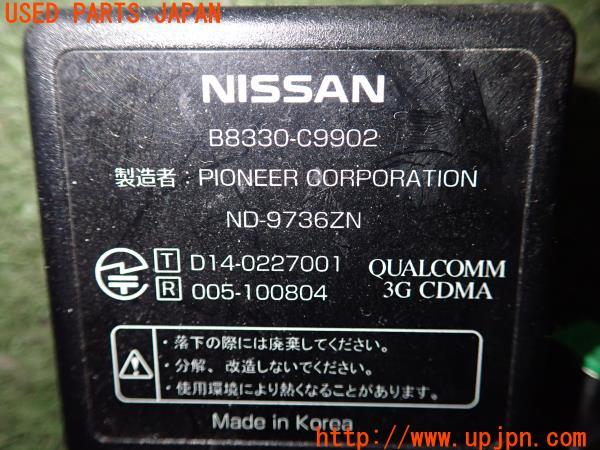 USED PARTS JAPAN
NISSAN
B8330-C9902
製造者：PIONEER CORPORATION
ND-9736ZN
T D14-0227001
R 005-100804
QUALCOMM
3G CDMA
・落下の際には廃棄してください。
・分解、改造しないでください。
・使用環境により熱くなることがあります。
Made in Korea
http://www.upjpn.com